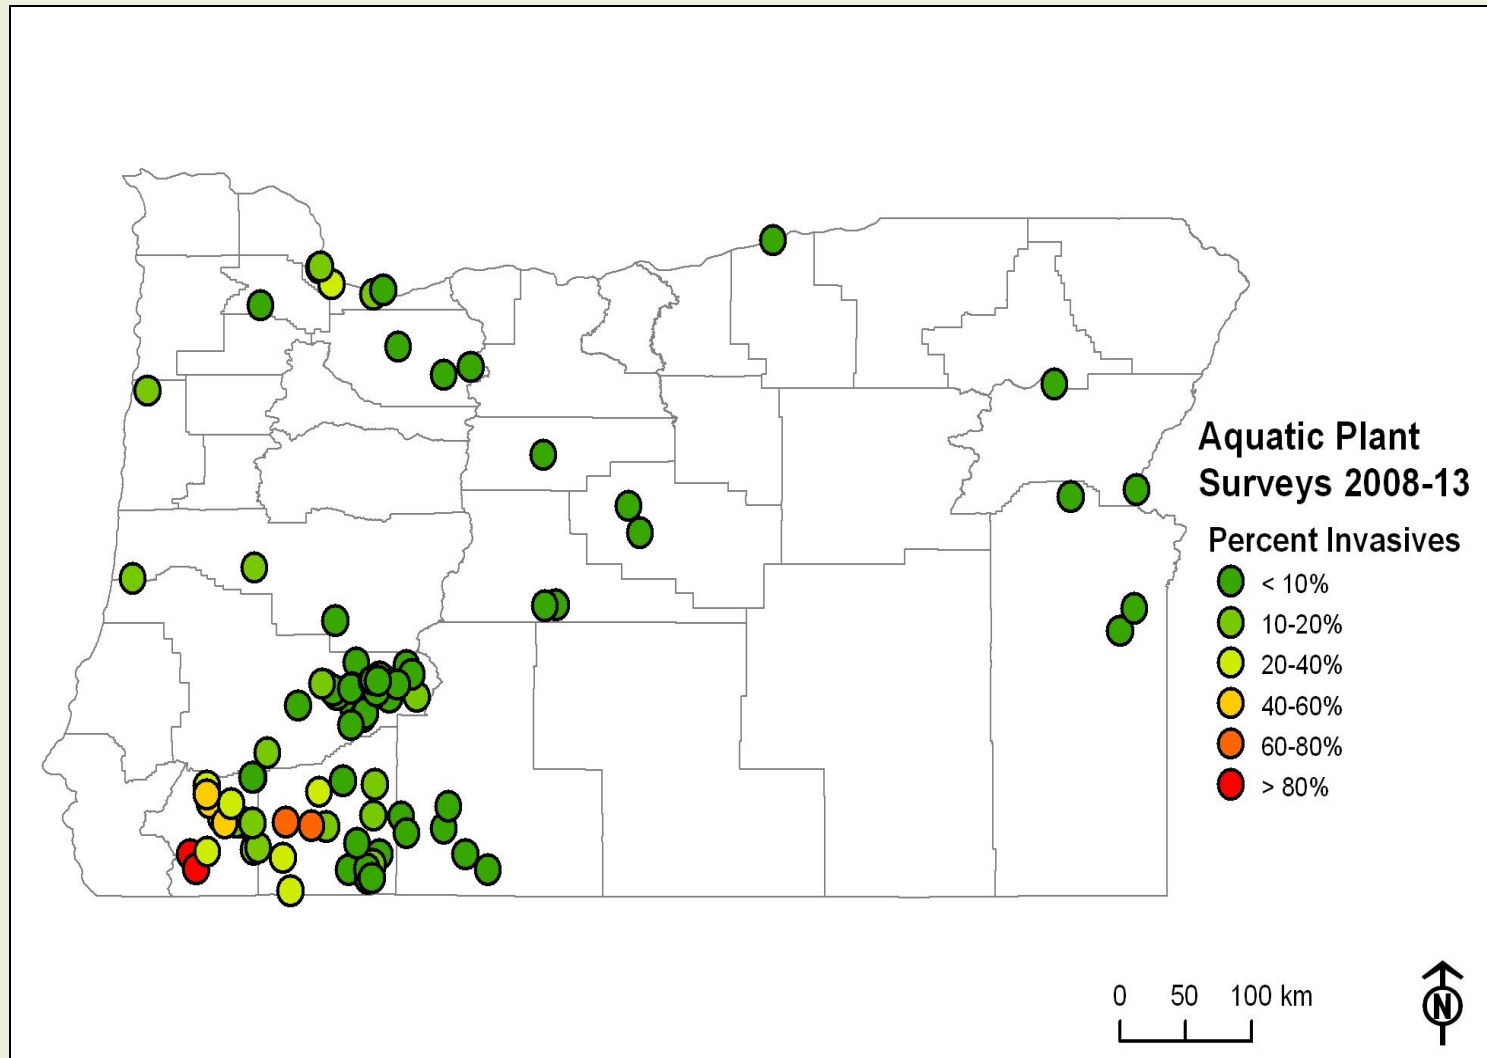 Aquatic Plant
Surveys 2008-13
Percent Invasives
< 10%
10-20%
20-40%
40-60%
60-80%
> 80%
0 50 100 km
N